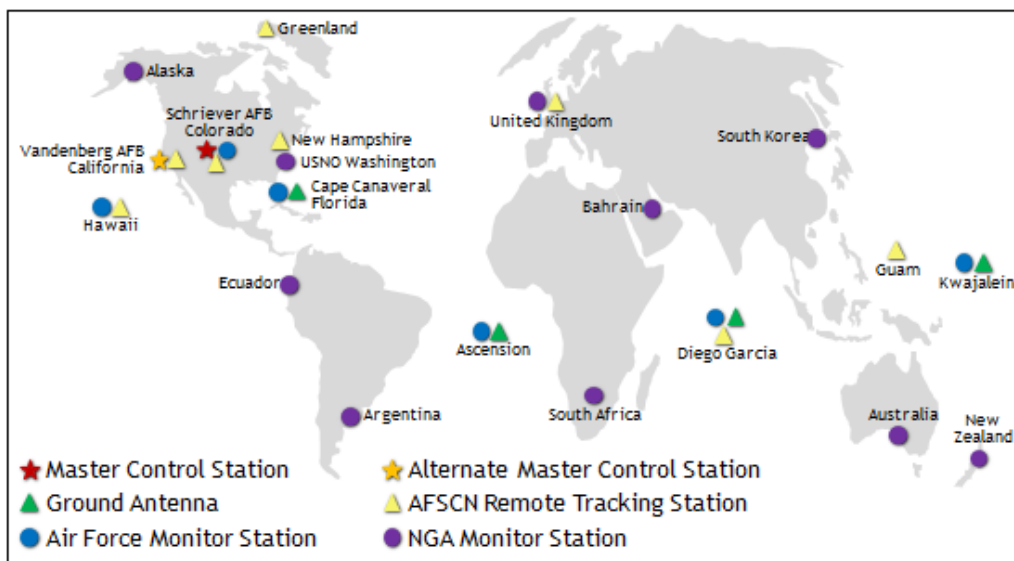 Greenland
Alaska
Schriever AFB
Colorado
New Hampshire
United Kingdom
South Korea
Vandenberg AFB
California
USNO Washington
Cape Canaveral
Florida
Hawaii
Bahrain
Ecuador
Guam
Kwajalein
Ascension
Diego Garcia
Argentina
South Africa
Australia
New
Zealand
Master Control Station
Alternate Master Control Station
Ground Antenna
AFSCN Remote Tracking Station
Air Force Monitor Station
NGA Monitor Station